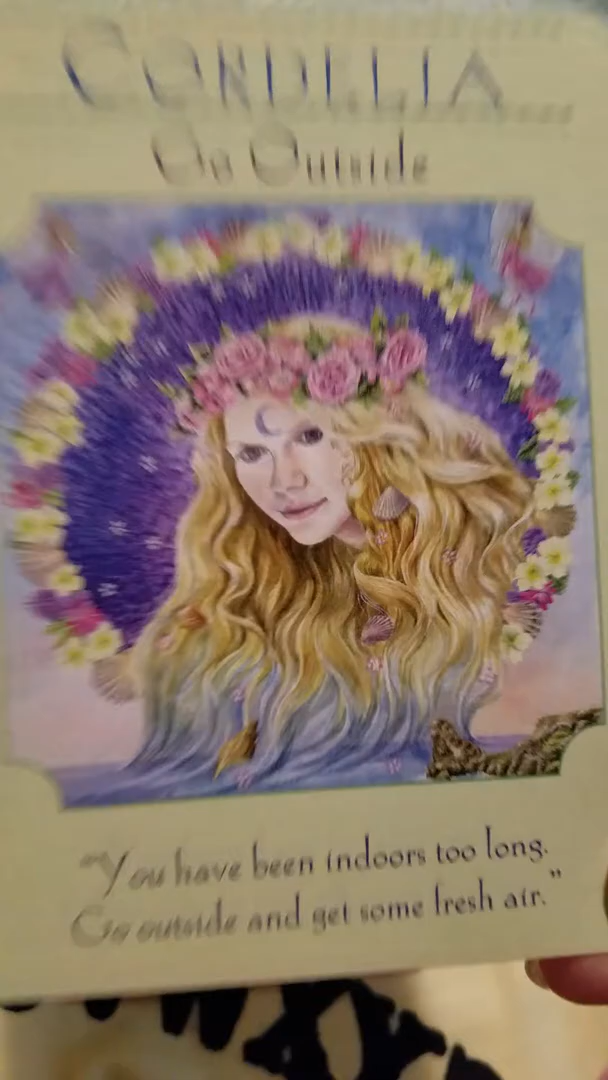 CORDELIA
Go Outside
"You have been indoors too long.
Go outside and get some fresh air."